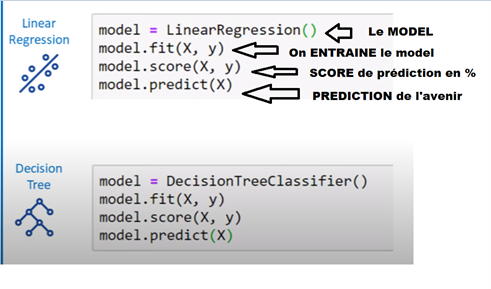 Linear
Regression
model = LinearRegression()
Le MODEL
model.fit(X, y)
On ENTRAINE le model
model.score(X, y)
SCORE de prédiction en %
model.predict(X)
PREDICTION de l'avenir
Decision
Tree
model = DecisionTreeClassifier()
model.fit(X, y)
model.score(X, y)
model.predict(X)